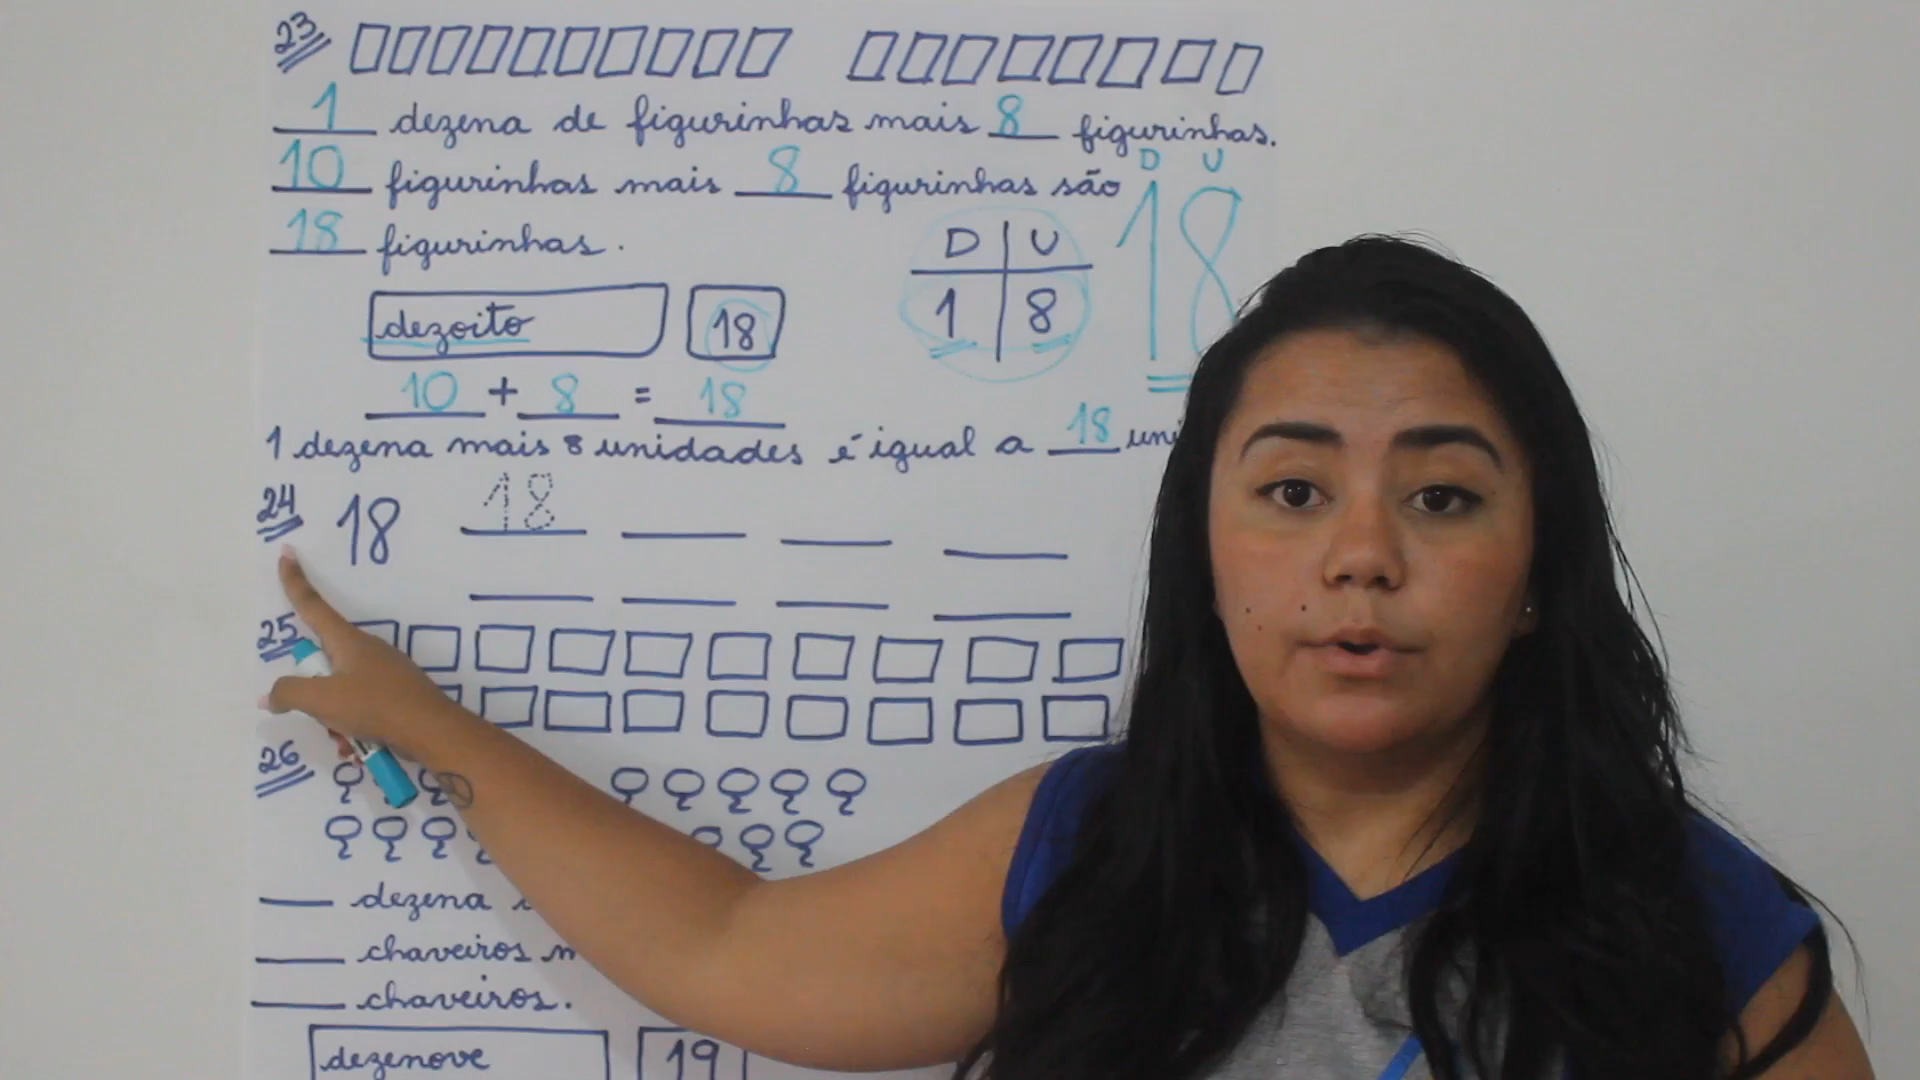 23
1 dezena de figurinhas mais 8 figurinhas.
10 figurinhas mais 8 figurinhas são
18 figurinhas.
D U
18
D U
1 8
dezoito 18
10 + 8 = 18
1 dezena mais 8 unidades é igual a 18
24 18 18
25
26
dezena
chaveiros
chaveiros.
dezenove 19